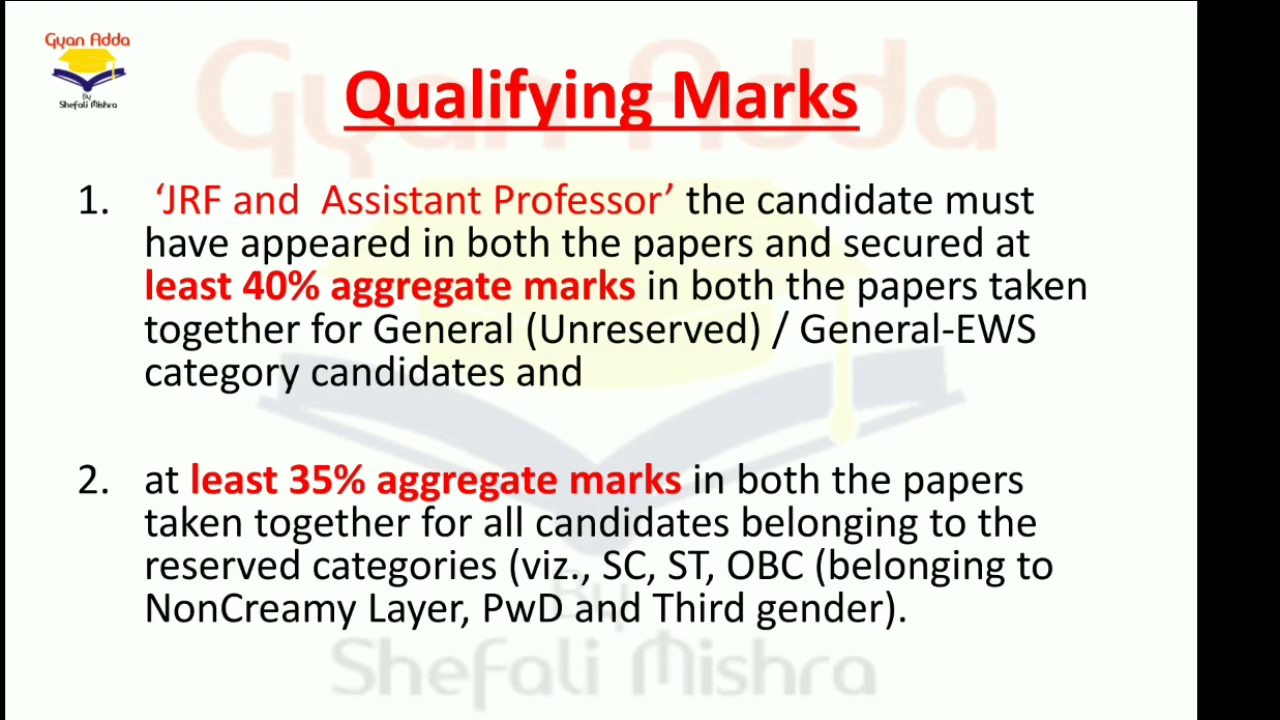 Gyan Adda
By
Shefali Mishra
Gyan Adda
Qualifying Marks
1. ‘JRF and Assistant Professor’ the candidate must
have appeared in both the papers and secured at
least 40% aggregate marks in both the papers taken
together for General (Unreserved) / General-EWS
category candidates and
2. at least 35% aggregate marks in both the papers
taken together for all candidates belonging to the
reserved categories (viz., SC, ST, OBC (belonging to
NonCreamy Layer, PwD and Third gender).
By
Shefali Mishra